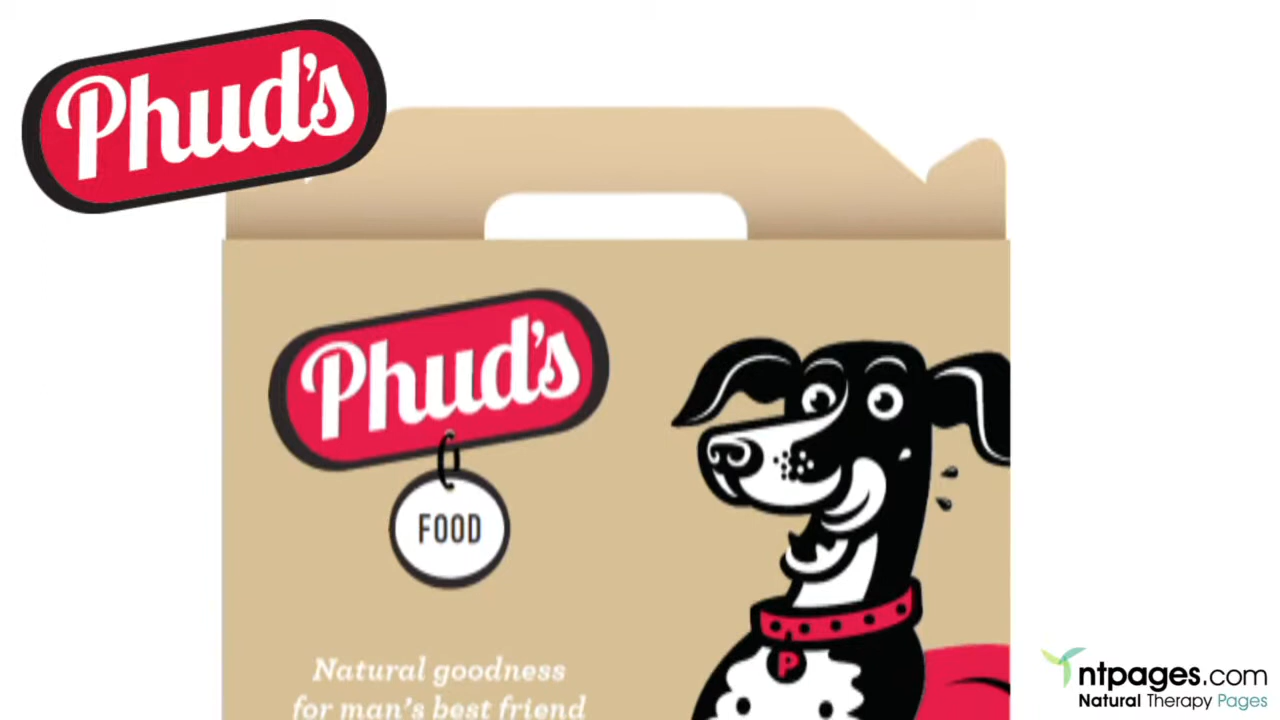 Phud's
Phud's
FOOD
Natural goodness
for man's best friend
P
ntpages.com
Natural Therapy Pages